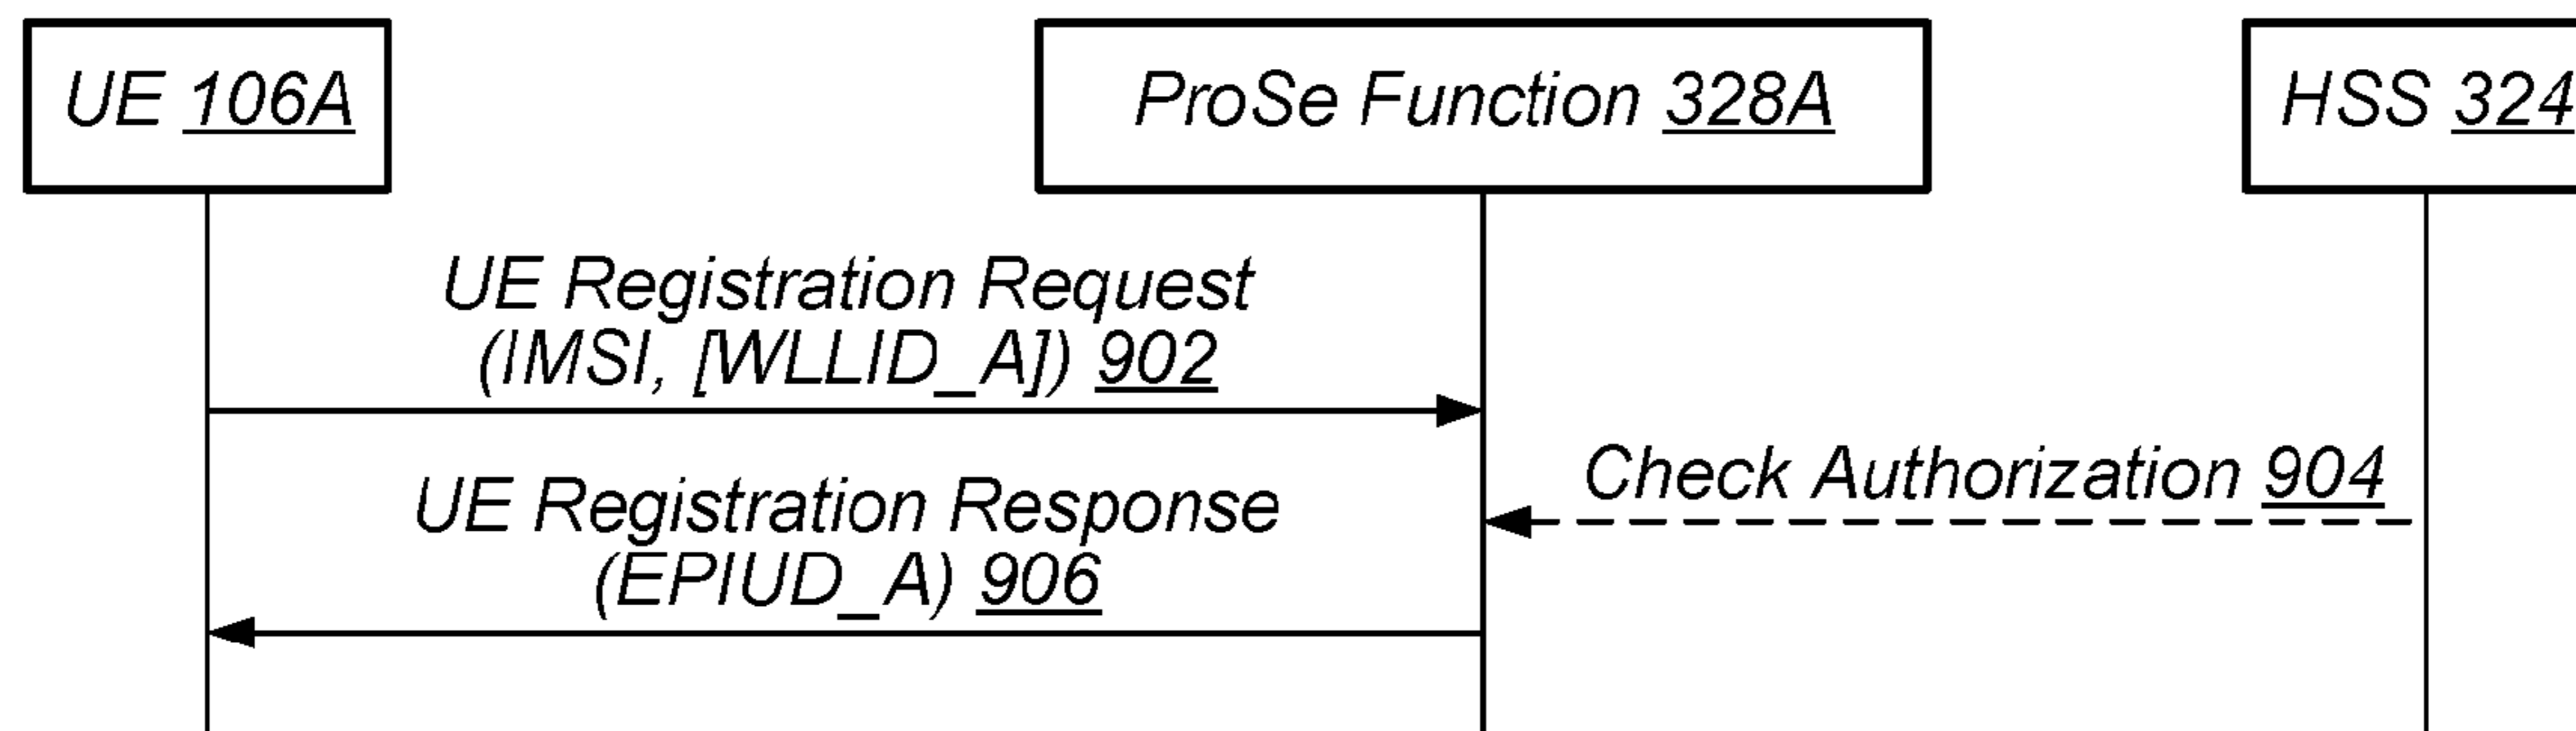 UE 106A
ProSe Function 328A
HSS 324
UE Registration Request
(IMSI, [WLLID_A]) 902
Check Authorization 904
UE Registration Response
(EPIUD_A) 906